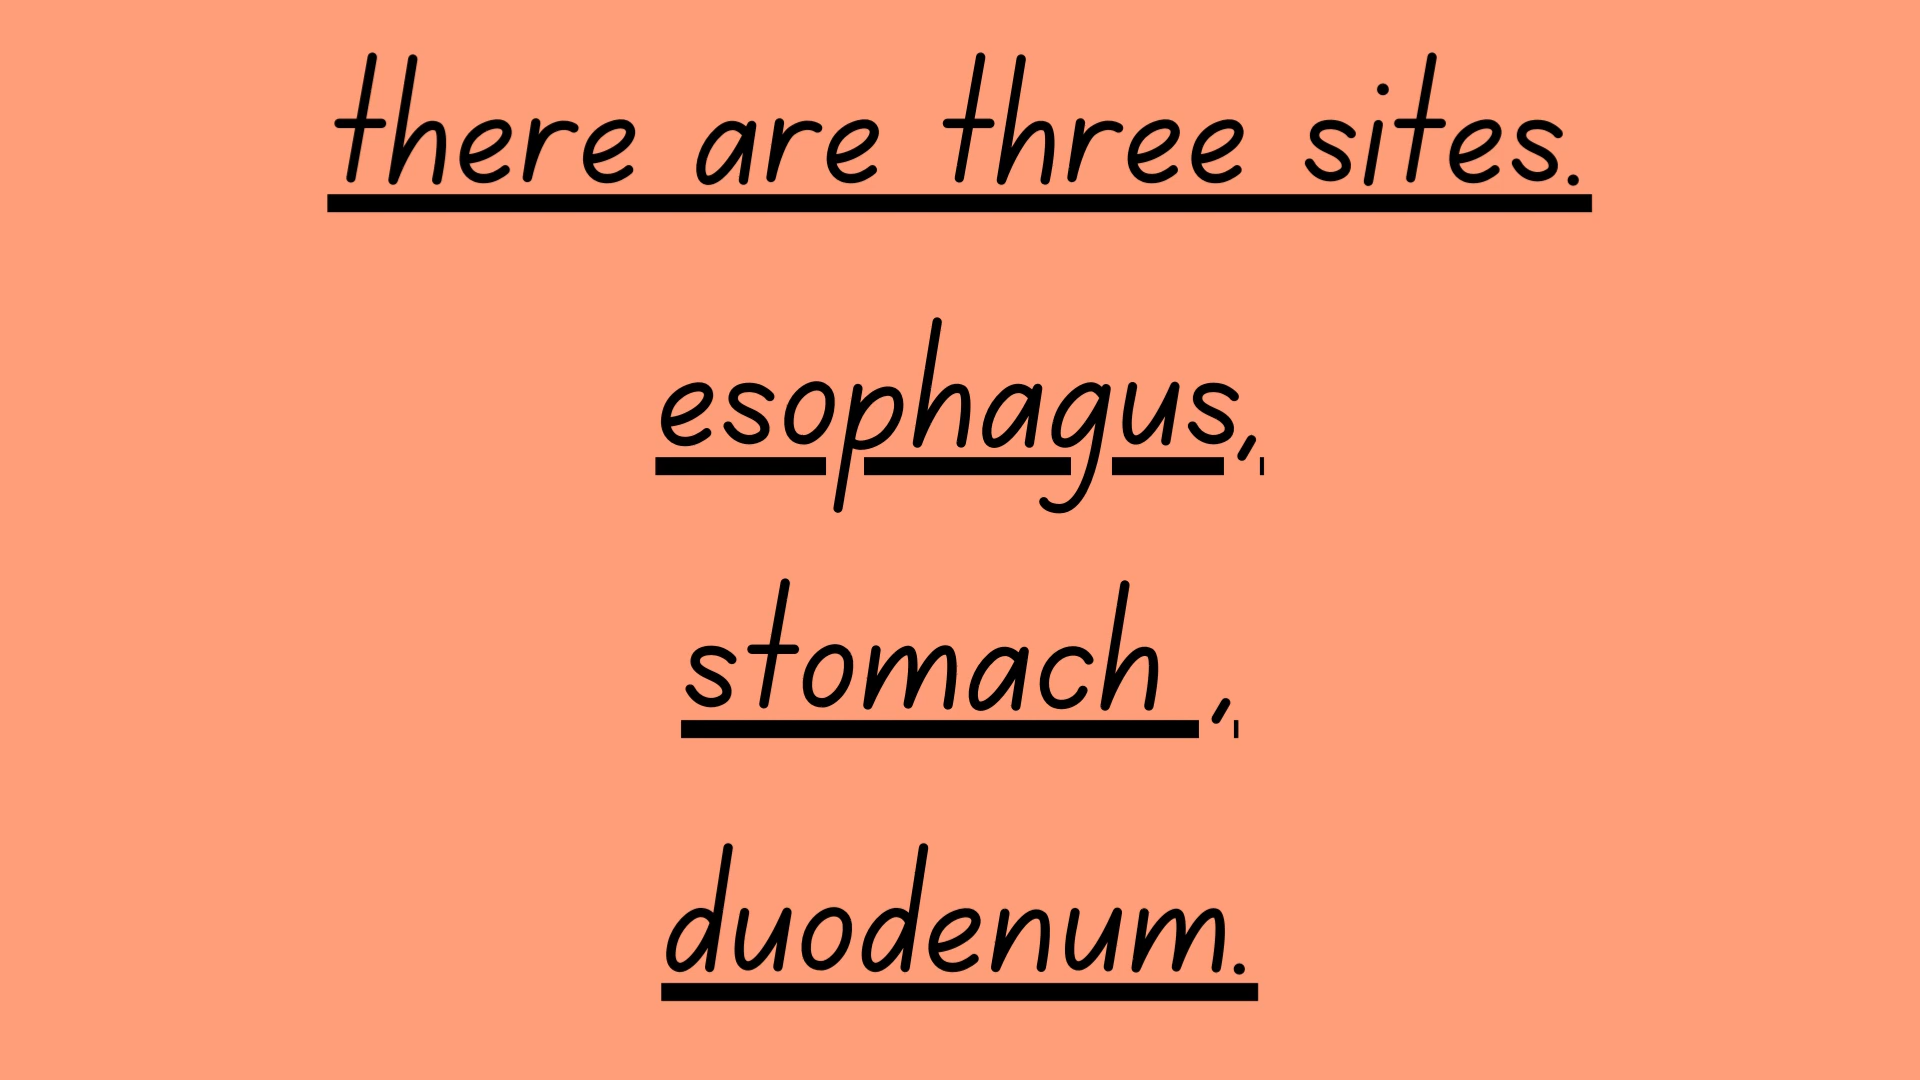 there are three sites.
esophagus,
stomach ,
duodenum.